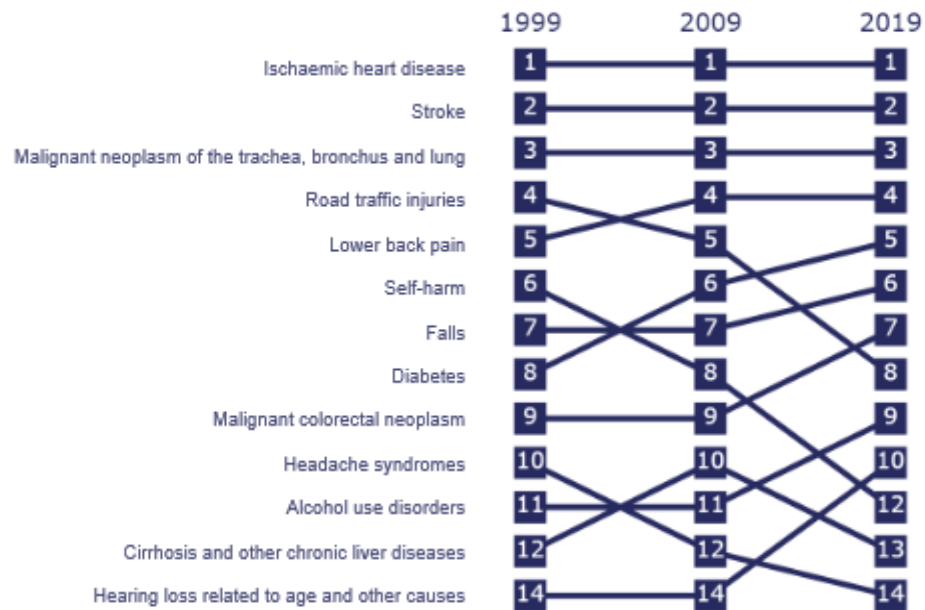 1999 2009 2019
Ischaemic heart disease 1 1 1
Stroke 2 2 2
Malignant neoplasm of the trachea, bronchus and lung 3 3 3
Road traffic injuries 4 4 4
Lower back pain 5 5 5
Self-harm 6 6 6
Falls 7 7 7
Diabetes 8 8 8
Malignant colorectal neoplasm 9 9 9
Headache syndromes 10 10 10
Alcohol use disorders 11 11 12
Cirrhosis and other chronic liver diseases 12 12 13
Hearing loss related to age and other causes 14 14 14